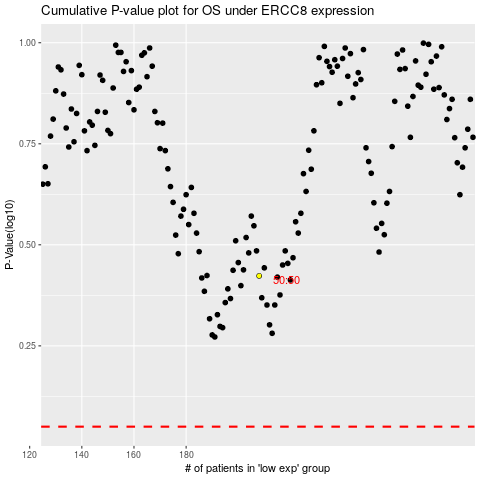 Cumulative P-value plot for OS under ERCC8 expression
P-Value(log10)
1.00
0.75
0.50
0.25
50:50
120 140 160 180
# of patients in 'low exp' group